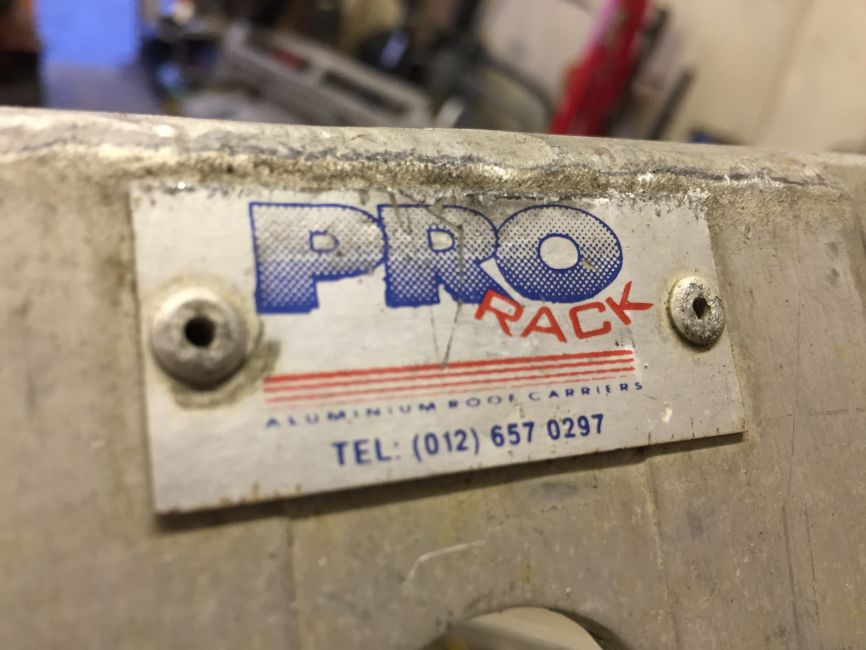 PRO
RACK
ALUMINIUM ROOF CARRIERS
TEL: (012) 657 0297